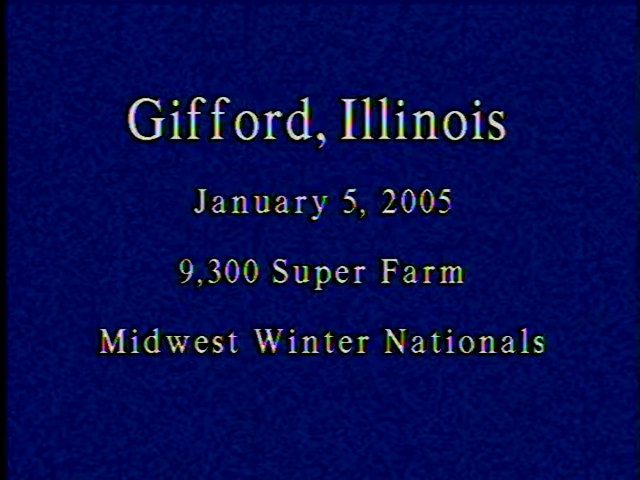 Gifford, Illinois
January 5, 2005
9,300 Super Farm
Midwest Winter Nationals